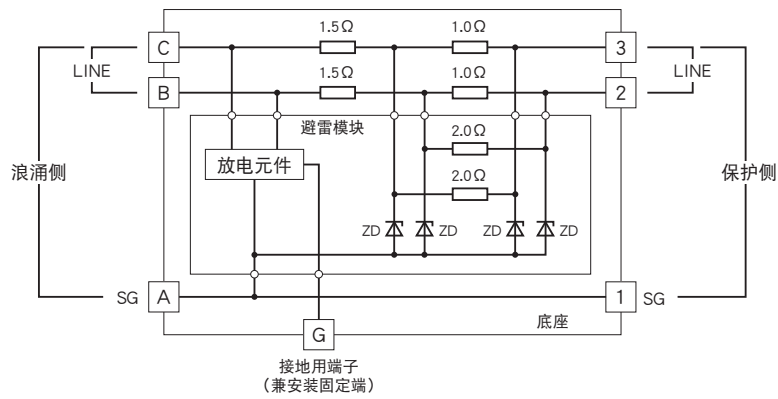 1.5Ω 1.0Ω
C 3
LINE LINE
1.5Ω 1.0Ω
B 2
避雷模块
2.0Ω
放电元件
浪涌侧 保护侧
2.0Ω
ZD ZD ZD ZD
SG A 1 SG
底座
G
接地用端子
（兼安装固定端）